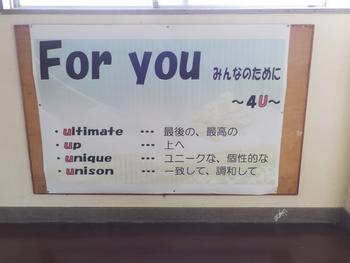 For you みんなのために
～4U～
・ultimate ･･･ 最後の、最高の
・up ･･･ 上へ
・unique ･･･ ユニークな、個性的な
・unison ･･･ 一致して、調和して